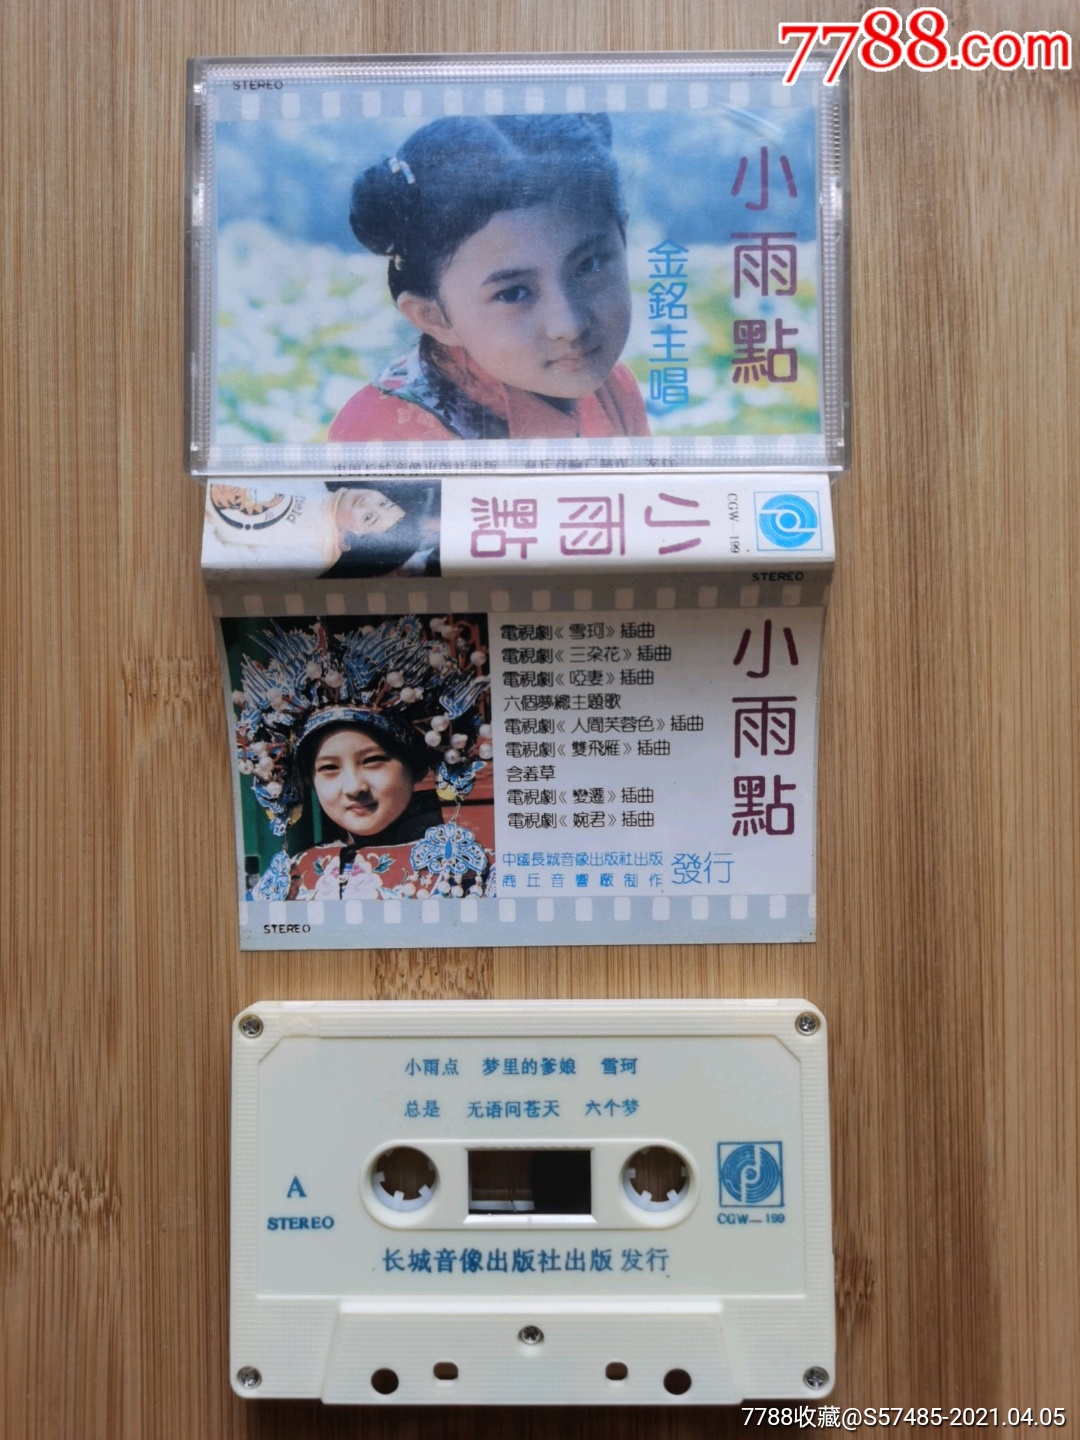 7788.com
STEREO
小雨點
金銘主唱
小雨點
CGW—199
STEREO
電視劇《雪珂》插曲
電視劇《三朶花》插曲
電視劇《啞妻》插曲
六個夢總主題歌
電視劇《人間芙蓉色》插曲
電視劇《雙飛雁》插曲
含羞草
電視劇《變遷》插曲
電視劇《婉君》插曲
小雨點
中國長城音像出版社出版
商丘音響廠制作
發行
STEREO
小雨点 梦里的爹娘 雪珂
总是 无语问苍天 六个梦
A
STEREO
CGW—199
长城音像出版社出版 发行
7788收藏@S57485-2021.04.05